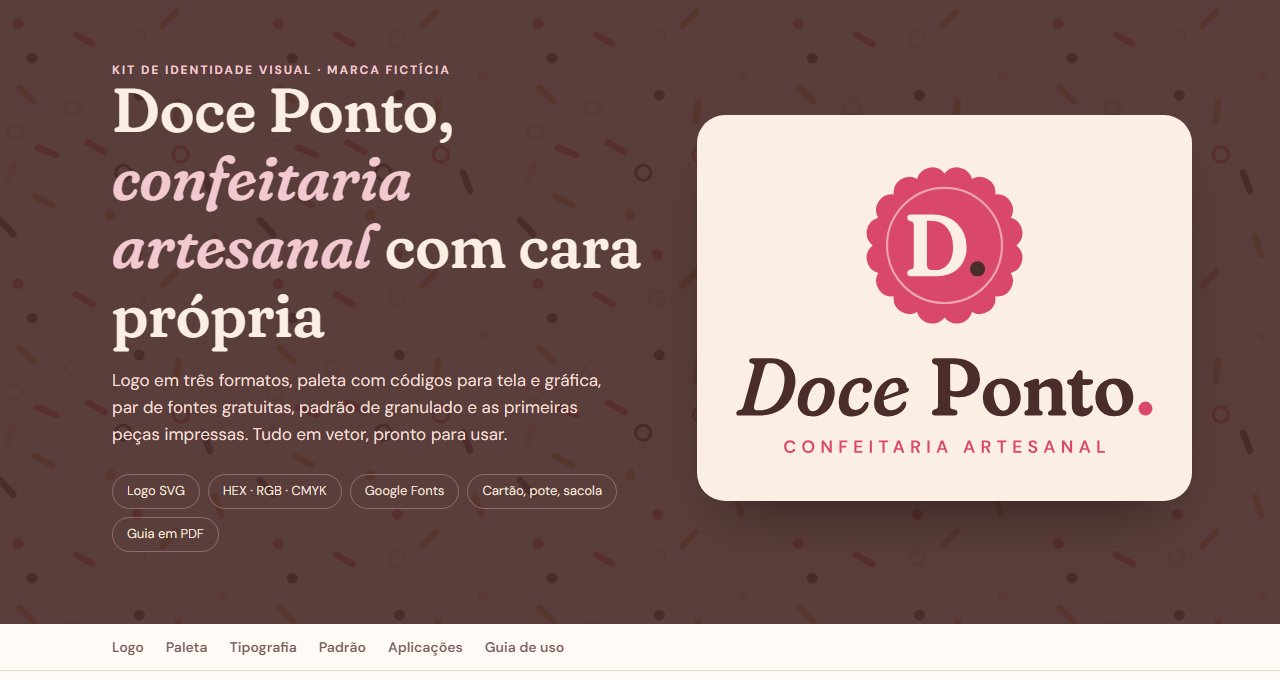 KIT DE IDENTIDADE VISUAL · MARCA FICTÍCIA
Doce Ponto,
confeitaria
artesanal com cara
própria
Logo em três formatos, paleta com códigos para tela e gráfica,
par de fontes gratuitas, padrão de granulado e as primeiras
peças impressas. Tudo em vetor, pronto para usar.
Logo SVG
HEX · RGB · CMYK
Google Fonts
Cartão, pote, sacola
Guia em PDF
D.
Doce Ponto.
CONFEITARIA ARTESANAL
Logo
Paleta
Tipografia
Padrão
Aplicações
Guia de uso